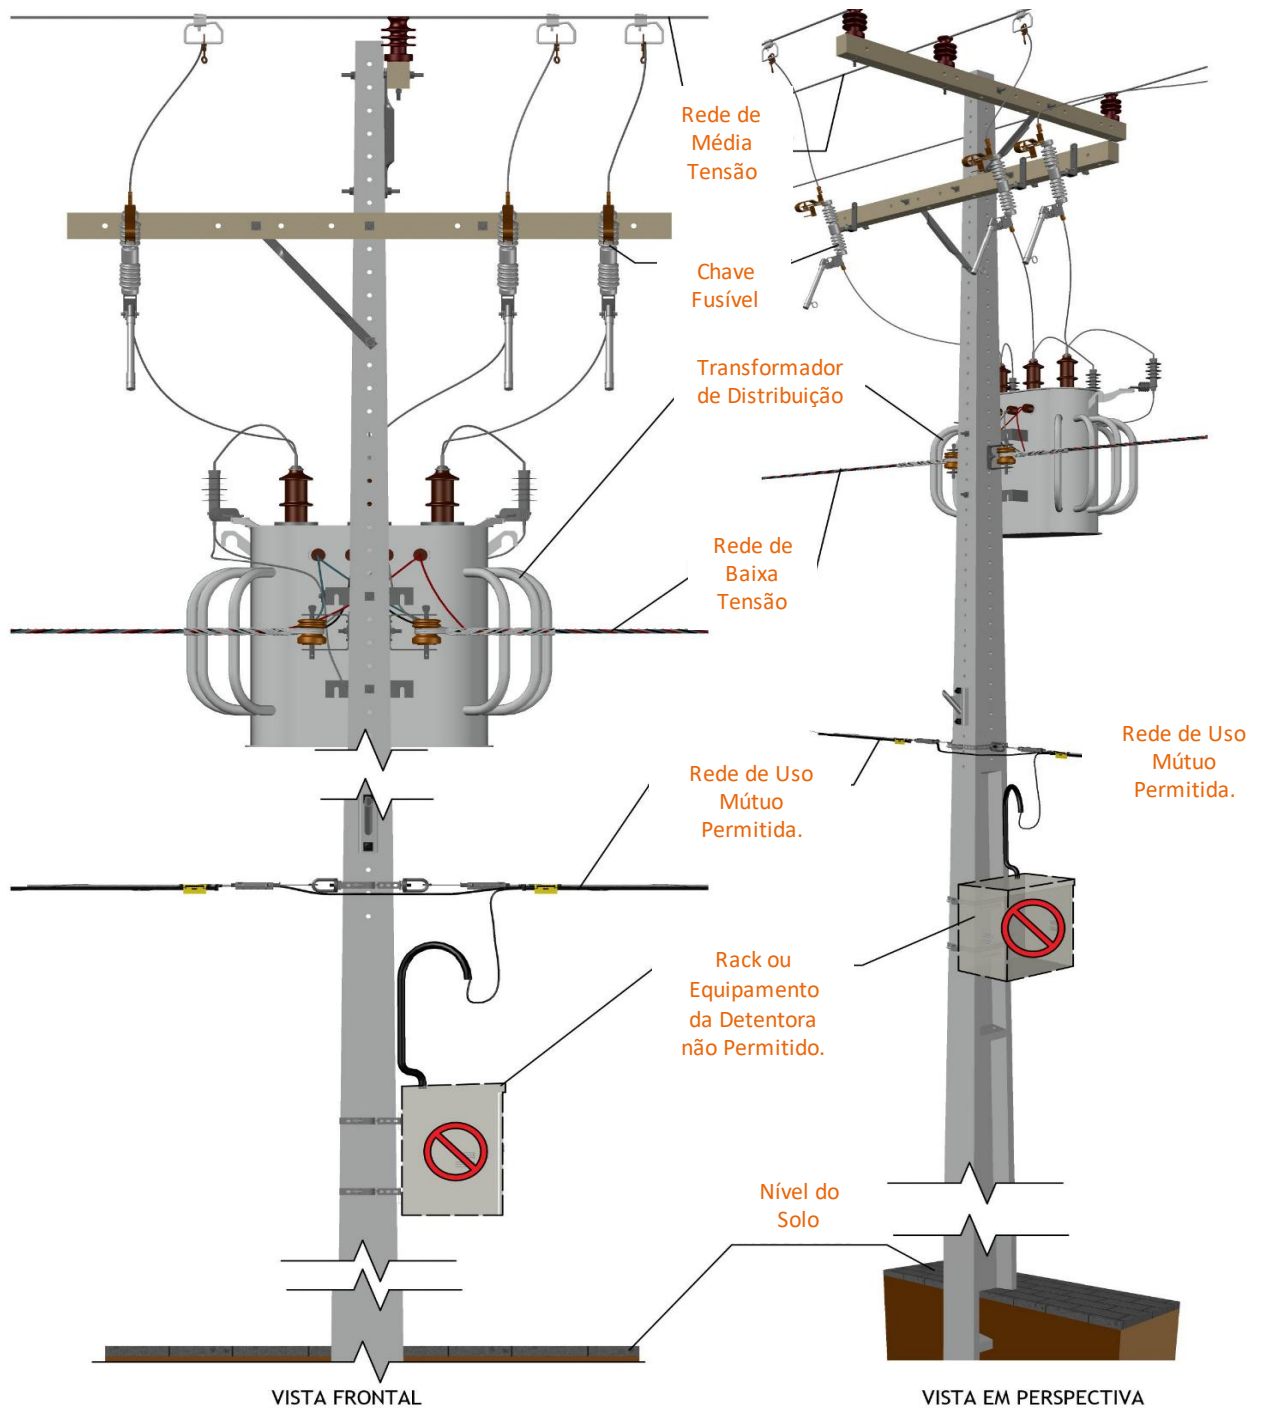 Rede de
Média
Tensão
Chave
Fusível
Transformador
de Distribuição
Rede de
Baixa
Tensão
Rede de Uso
Mútuo
Permitida.
Rede de Uso
Mútuo
Permitida.
Rack ou
Equipamento
da Detentora
não Permitido.
Nível do
Solo
VISTA FRONTAL
VISTA EM PERSPECTIVA